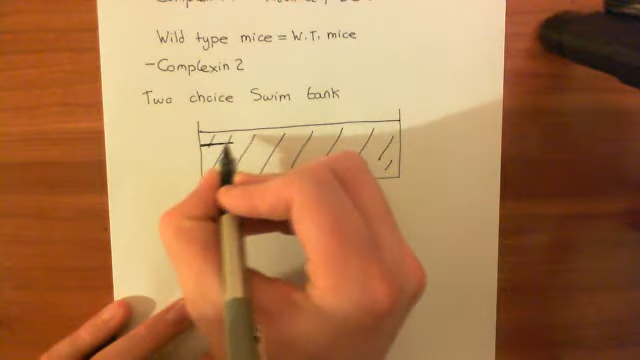 Wild type mice = W.T. mice
- Complexin 2
Two choice Swim tank